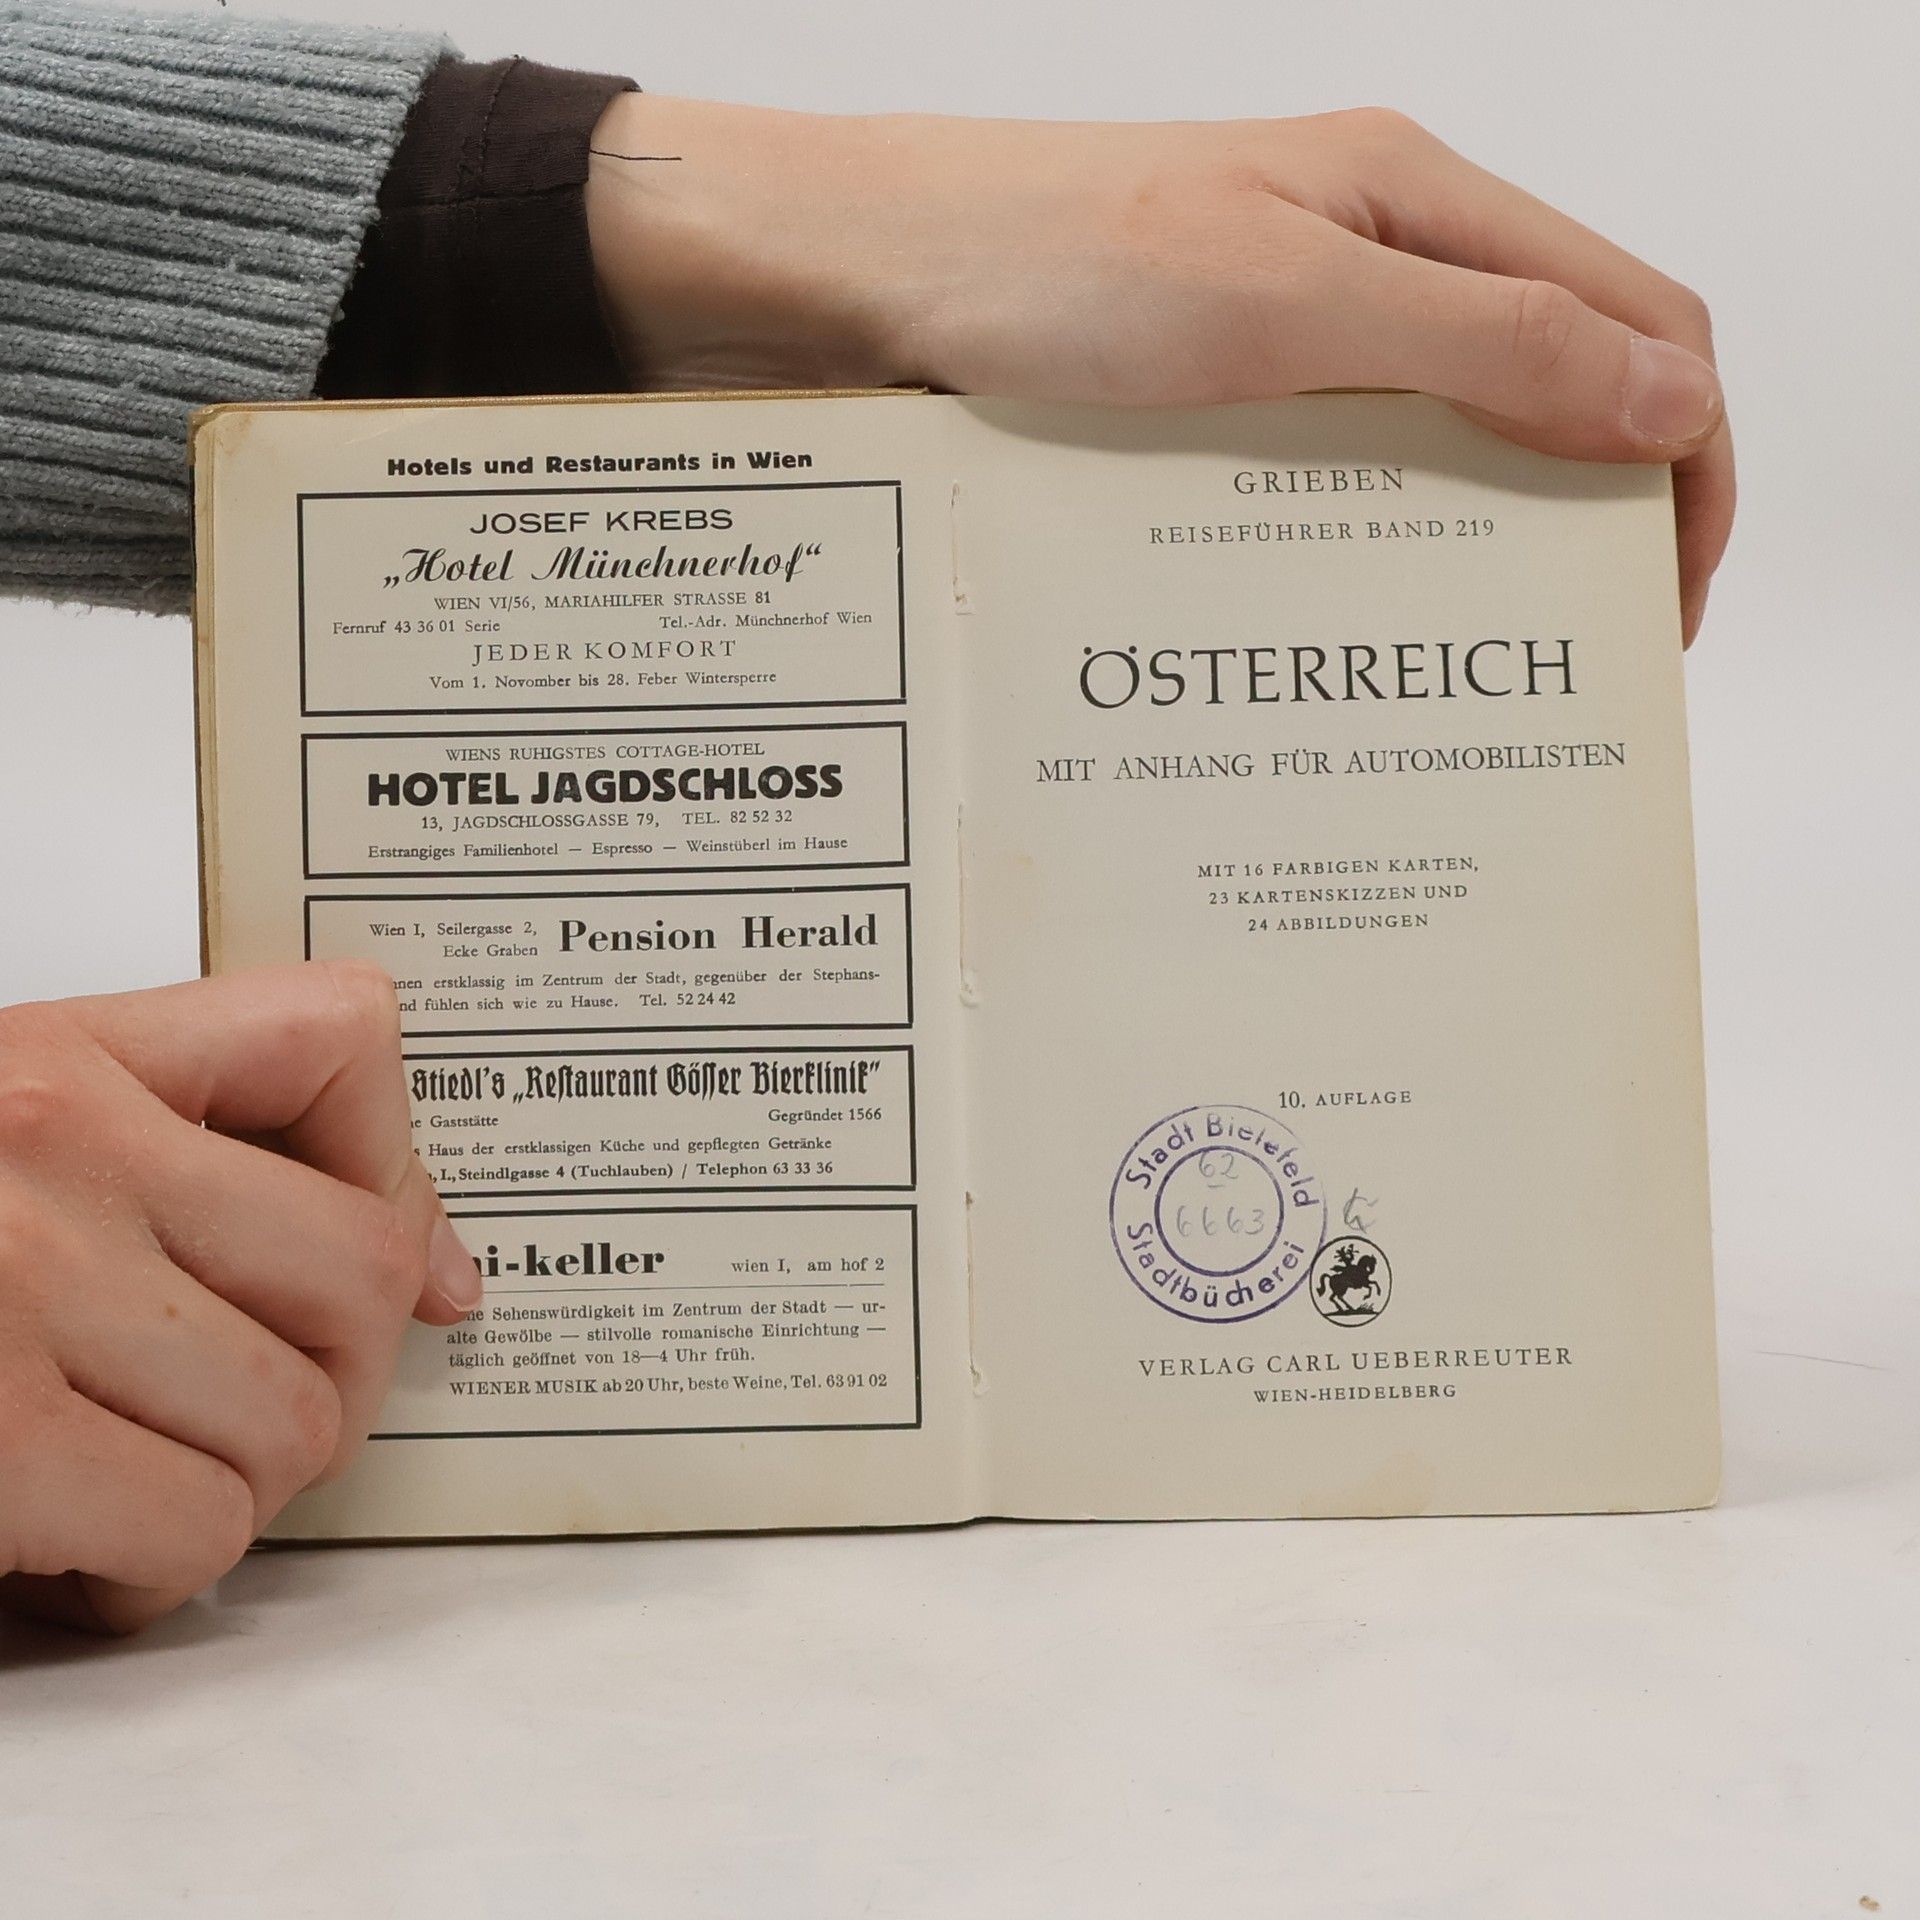 Hotels und Restaurants in Wien
JOSEF KREBS
„Hotel Münchnerhof“
WIEN VI/56, MARIAHILFER STRASSE 81
Fernruf 43 36 01 Serie Tel.-Adr. Münchnerhof Wien
JEDER KOMFORT
Vom 1. November bis 28. Feber Wintersperre
WIENS RUHIGSTES COTTAGE-HOTEL
HOTEL JAGDSCHLOSS
13, JAGDSCHLOSSGASSE 79, TEL. 82 52 32
Erstrangiges Familienhotel — Espresso — Weinstüberl im Hause
Wien I, Seilergasse 2,
Ecke Graben
Pension Herald
erstklassig im Zentrum der Stadt, gegenüber der Stephans-
fühlen sich wie zu Hause. Tel. 52 24 42
Stiedl's „Restaurant Gösser Bierklinik“
Gaststätte Gegründet 1566
Haus der erstklassigen Küche und gepflegten Getränke
I., Steindlgasse 4 (Tuchlauben) / Telephon 63 33 36
-keller wien I, am hof 2
Sehenswürdigkeit im Zentrum der Stadt — ur-
alte Gewölbe — stilvolle romanische Einrichtung —
täglich geöffnet von 18—4 Uhr früh.
WIENER MUSIK ab 20 Uhr, beste Weine, Tel. 63 91 02
GRIEBEN
REISEFÜHRER BAND 219
ÖSTERREICH
MIT ANHANG FÜR AUTOMOBILISTEN
MIT 16 FARBIGEN KARTEN,
23 KARTENSKIZZEN UND
24 ABBILDUNGEN
10. AUFLAGE
Stadt Bielefeld
62
6663
Stadtbücherei
VERLAG CARL UEBERREUTER
WIEN-HEIDELBERG